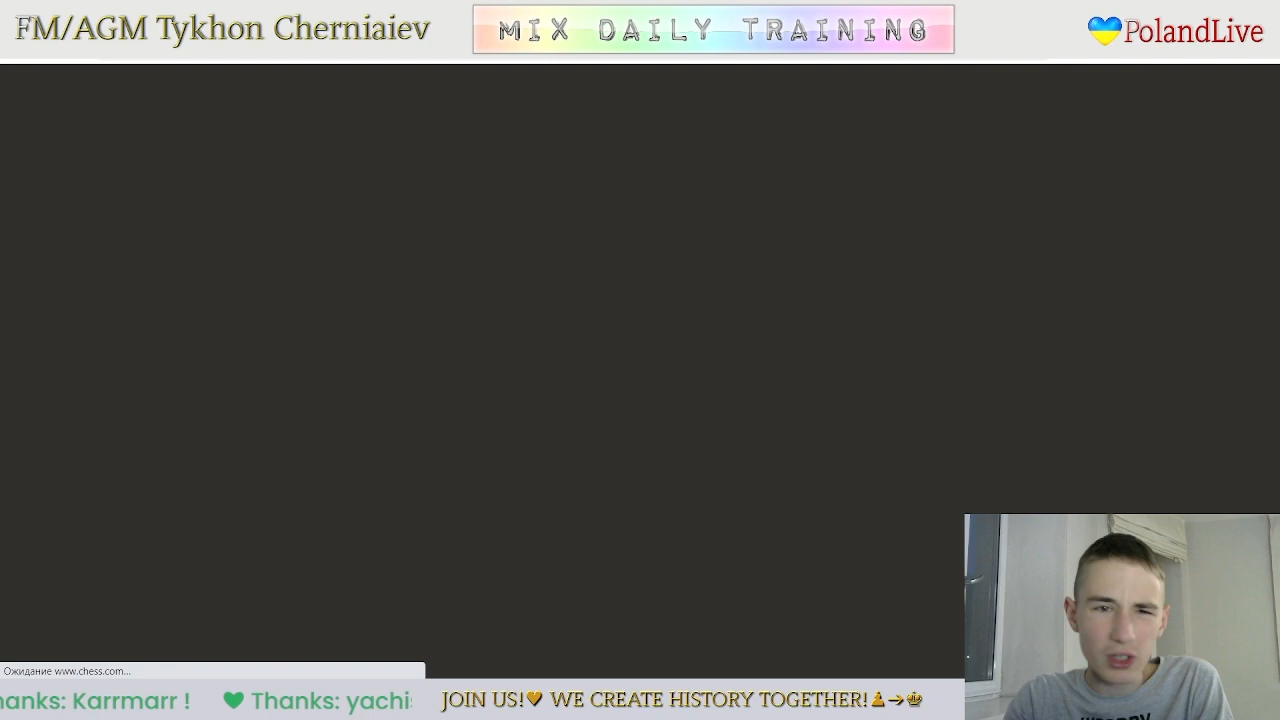 FM/AGM Tykhon Cherniaiev
MIX DAILY TRAINING
💙PolandLive
Ожидание www.chess.com...
hanks: Karrmarr ! 💚 Thanks: yachi
JOIN US!🧡 WE CREATE HISTORY TOGETHER!♟➔♚